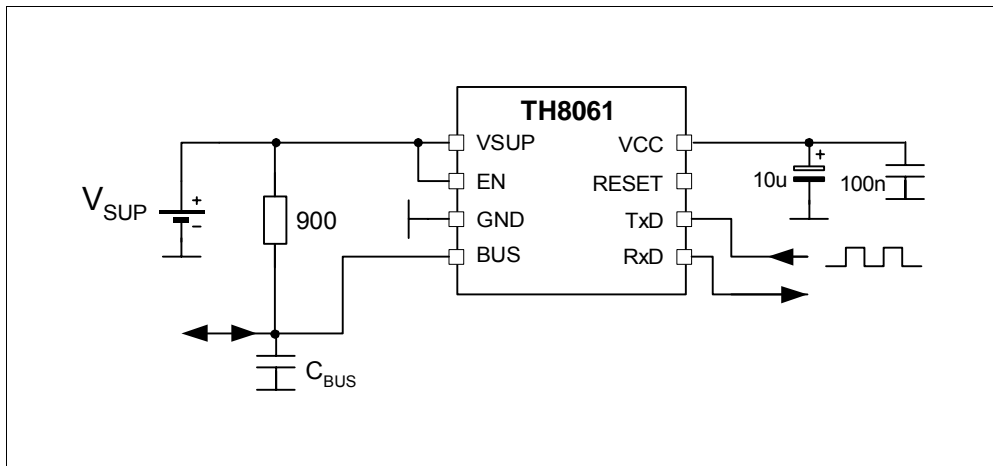 TH8061
VSUP
VCC
EN
RESET
GND
TxD
BUS
RxD
VSUP
+
−
900
CBUS
10u
+
100n